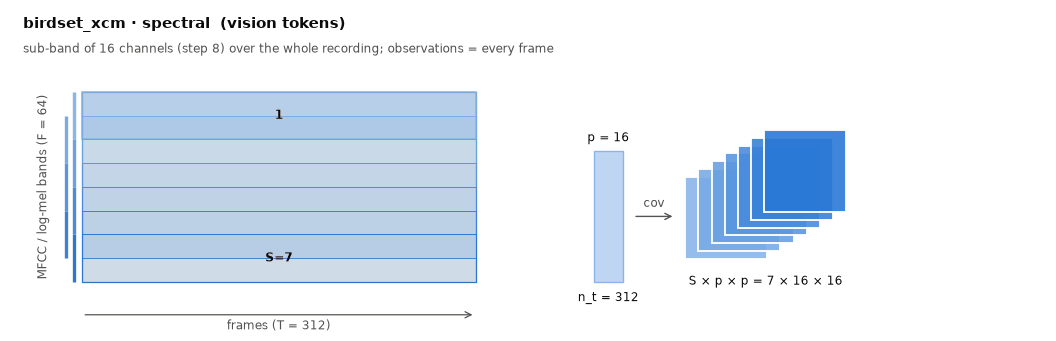 birdset_xcm · spectral (vision tokens)
sub-band of 16 channels (step 8) over the whole recording; observations = every frame
MFCC / log-mel bands (F = 64)
1
S=7
frames (T = 312)
p = 16
n_t = 312
cov
S × p × p = 7 × 16 × 16